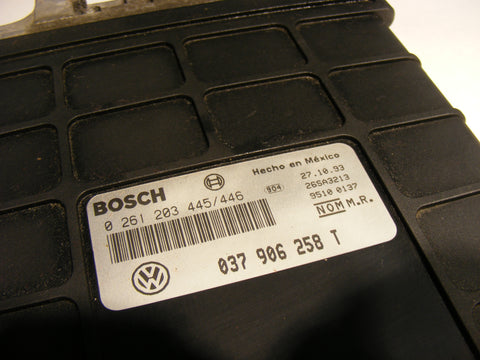 BOSCH
Hecho en México
0 261 203 445/446
904
27.10.93
265A3213
9510 0137
NOM M.R.
037 906 258 T